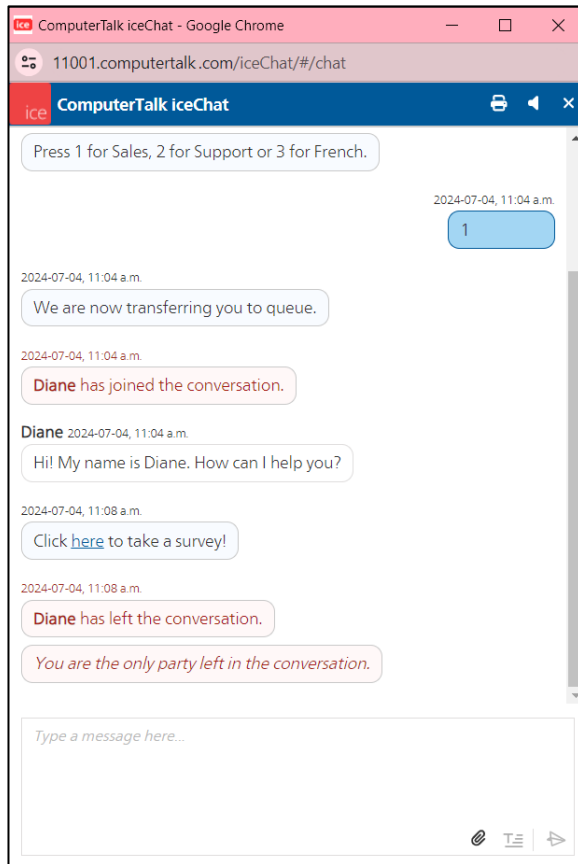 ice ComputerTalk iceChat - Google Chrome
11001.computertalk.com/iceChat/#/chat
ice ComputerTalk iceChat
Press 1 for Sales, 2 for Support or 3 for French.
2024-07-04, 11:04 a.m.
1
2024-07-04, 11:04 a.m.
We are now transferring you to queue.
2024-07-04, 11:04 a.m.
Diane has joined the conversation.
Diane 2024-07-04, 11:04 a.m.
Hi! My name is Diane. How can I help you?
2024-07-04, 11:08 a.m.
Click here to take a survey!
2024-07-04, 11:08 a.m.
Diane has left the conversation.
You are the only party left in the conversation.
Type a message here...